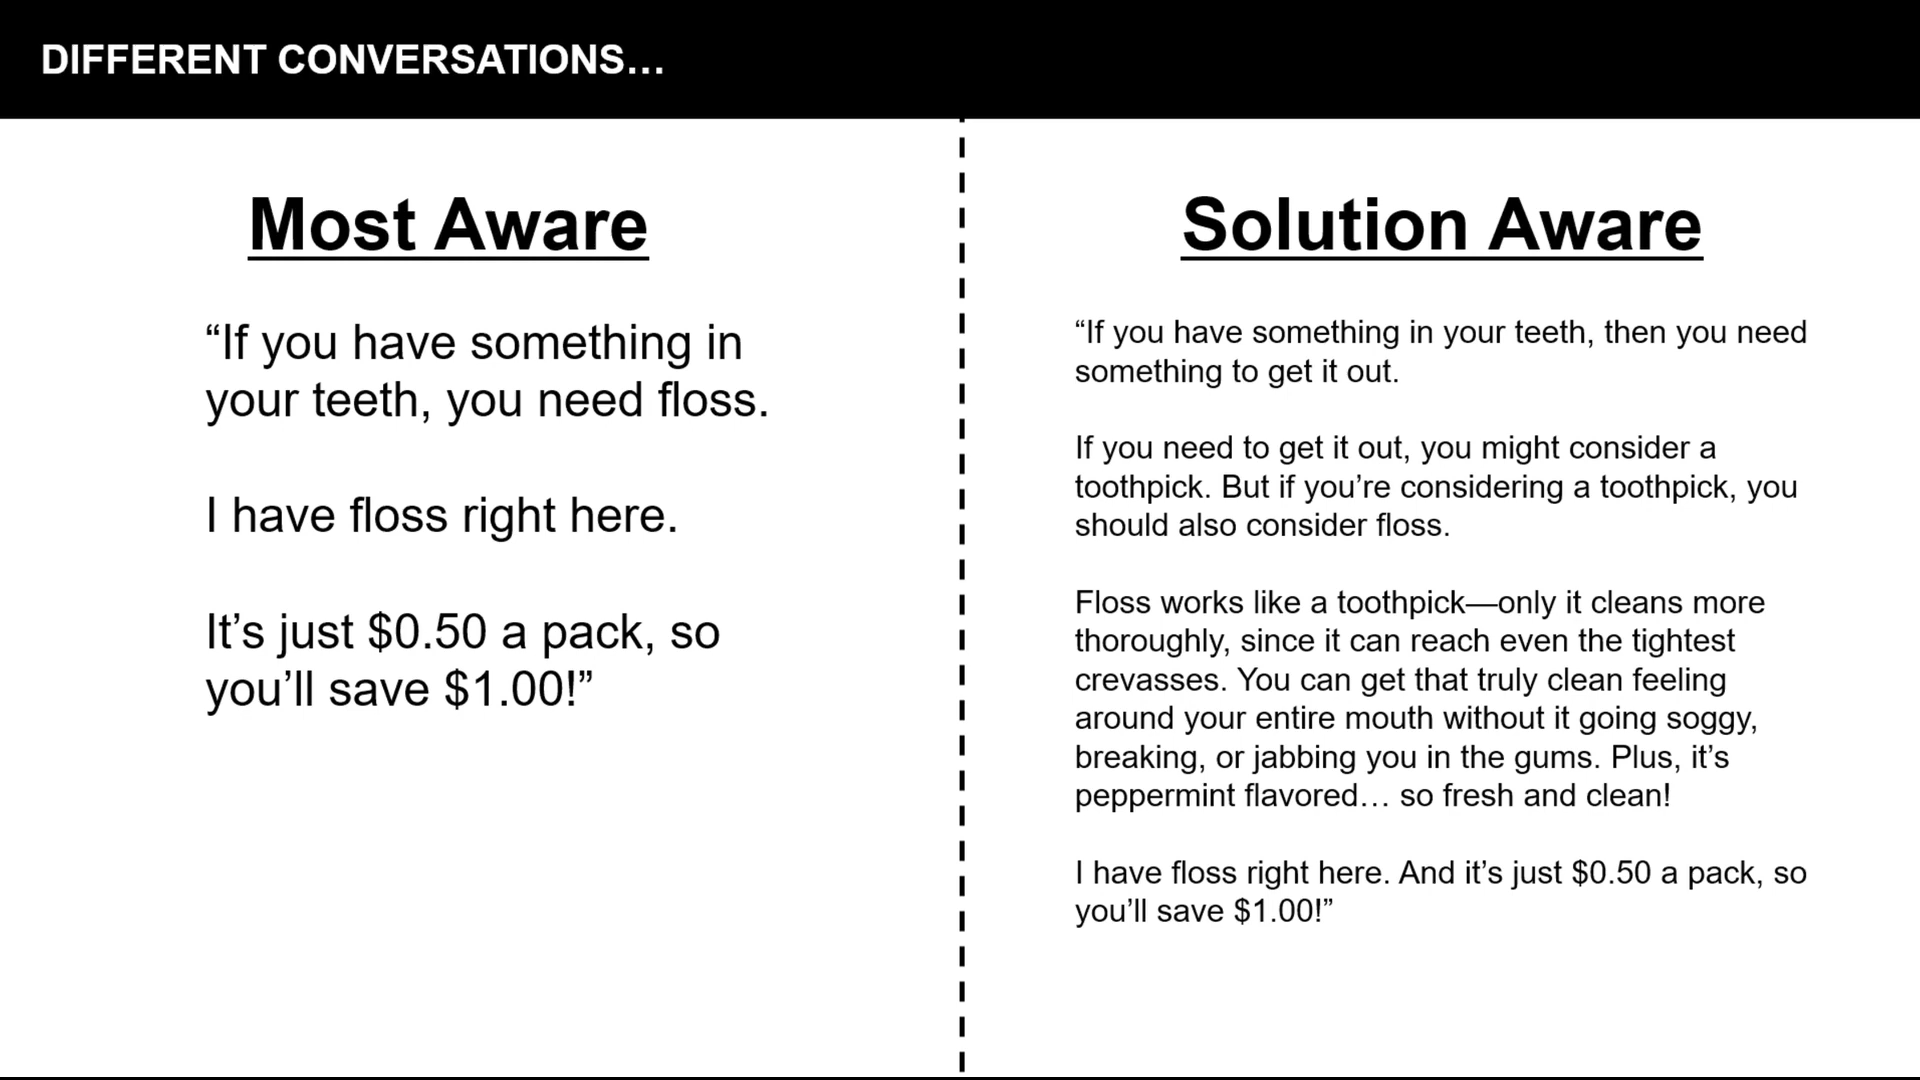 DIFFERENT CONVERSATIONS…
Most Aware
“If you have something in
your teeth, you need floss.
I have floss right here.
It’s just $0.50 a pack, so
you’ll save $1.00!”
Solution Aware
“If you have something in your teeth, then you need
something to get it out.
If you need to get it out, you might consider a
toothpick. But if you’re considering a toothpick, you
should also consider floss.
Floss works like a toothpick—only it cleans more
thoroughly, since it can reach even the tightest
crevasses. You can get that truly clean feeling
around your entire mouth without it going soggy,
breaking, or jabbing you in the gums. Plus, it’s
peppermint flavored… so fresh and clean!
I have floss right here. And it’s just $0.50 a pack, so
you’ll save $1.00!”